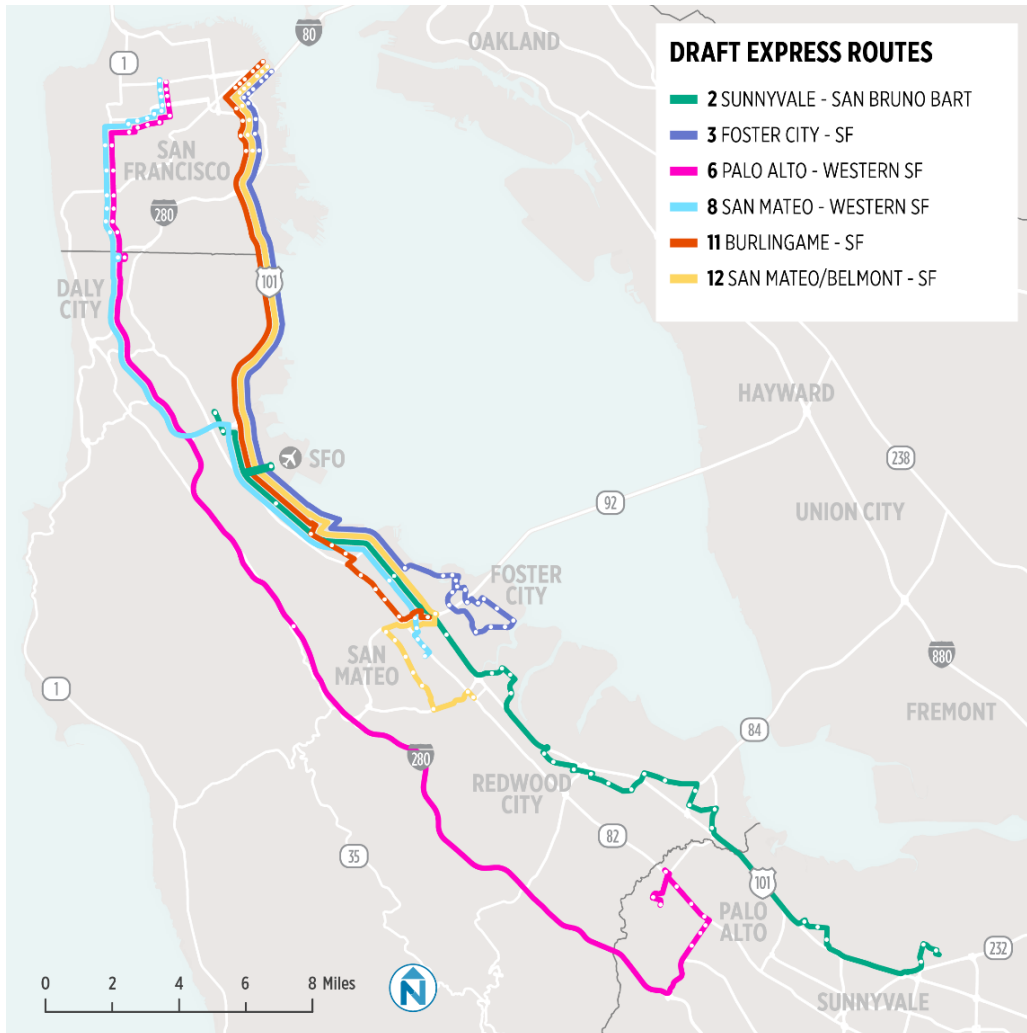 DRAFT EXPRESS ROUTES
2 SUNNYVALE - SAN BRUNO BART
3 FOSTER CITY - SF
6 PALO ALTO - WESTERN SF
8 SAN MATEO - WESTERN SF
11 BURLINGAME - SF
12 SAN MATEO/BELMONT - SF
80
OAKLAND
1
SAN
FRANCISCO
280
101
DALY
CITY
HAYWARD
SFO
238
92
UNION CITY
FOSTER
CITY
SAN
MATEO
880
1
FREMONT
84
280
REDWOOD
CITY
82
35
101
PALO
ALTO
232
SUNNYVALE
0 2 4 6 8 Miles
N